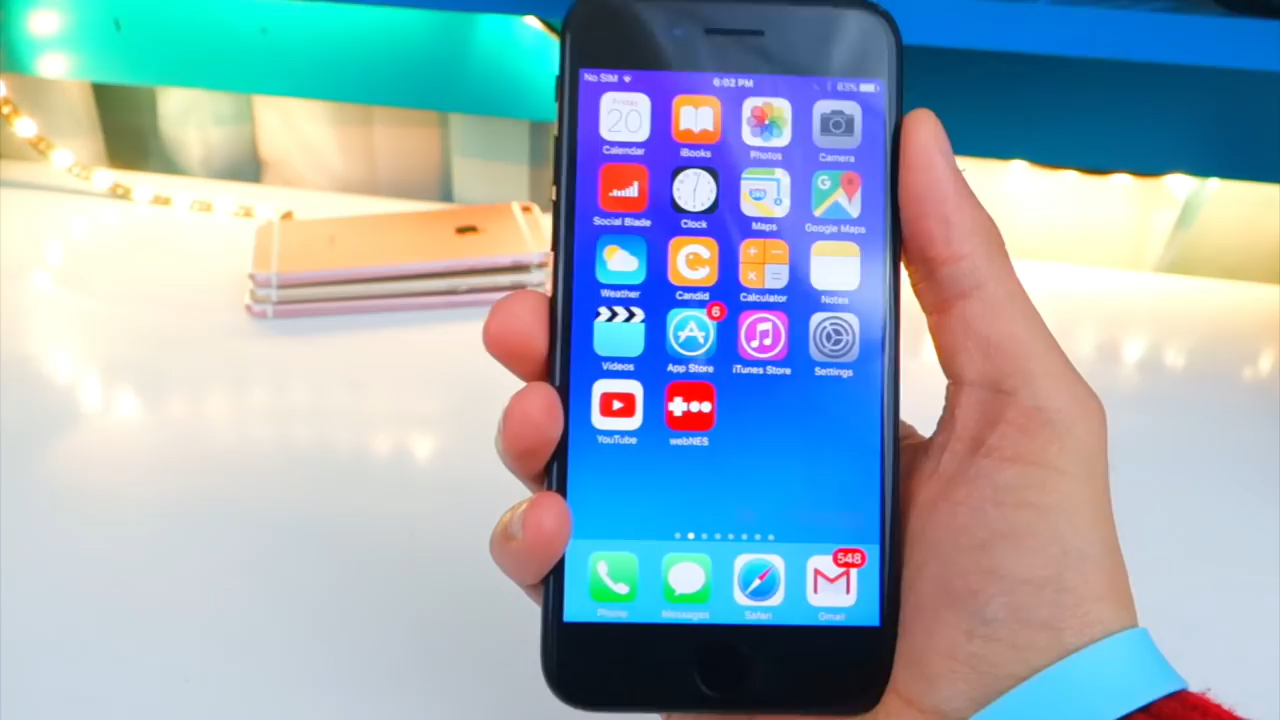 No SIM 6:02 PM 63%
Friday
20
Calendar iBooks Photos Camera
280 G
Social Blade Clock Maps Google Maps
Weather Candid Calculator Notes
6
Videos App Store iTunes Store Settings
YouTube webNES
548
Phone Messages Safari Gmail